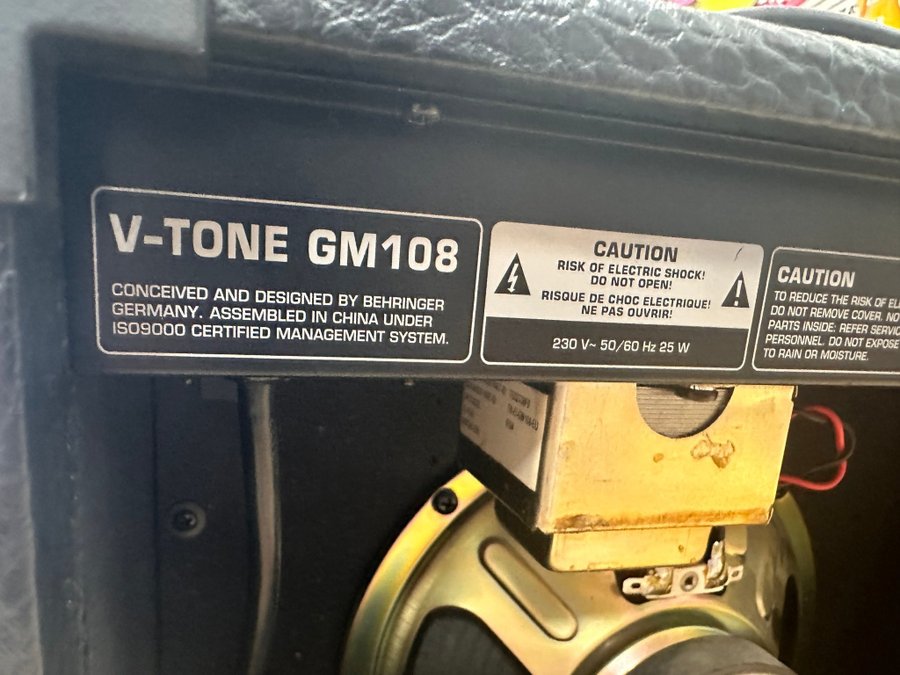 V-TONE GM108
CONCEIVED AND DESIGNED BY BEHRINGER
GERMANY. ASSEMBLED IN CHINA UNDER
ISO9000 CERTIFIED MANAGEMENT SYSTEM.
CAUTION
RISK OF ELECTRIC SHOCK!
DO NOT OPEN!
RISQUE DE CHOC ELECTRIQUE!
NE PAS OUVRIR!
230 V~ 50/60 Hz 25 W
CAUTION
TO REDUCE THE RISK OF
DO NOT REMOVE COVER. NO
PARTS INSIDE: REFER
PERSONNEL. DO NOT EXPOSE
TO RAIN OR MOISTURE.